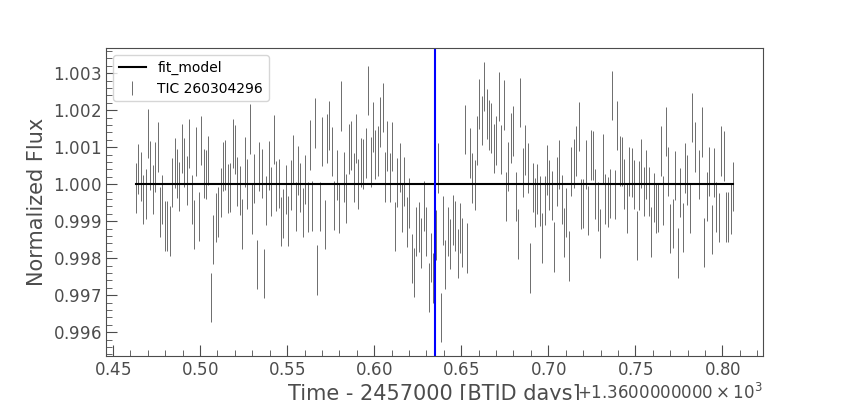 fit_model
TIC 260304296
Normalized Flux
1.003
1.002
1.001
1.000
0.999
0.998
0.997
0.996
0.45 0.50 0.55 0.60 0.65 0.70 0.75 0.80
Time - 2457000 [BTJD days]
+1.3600000000 × 10³